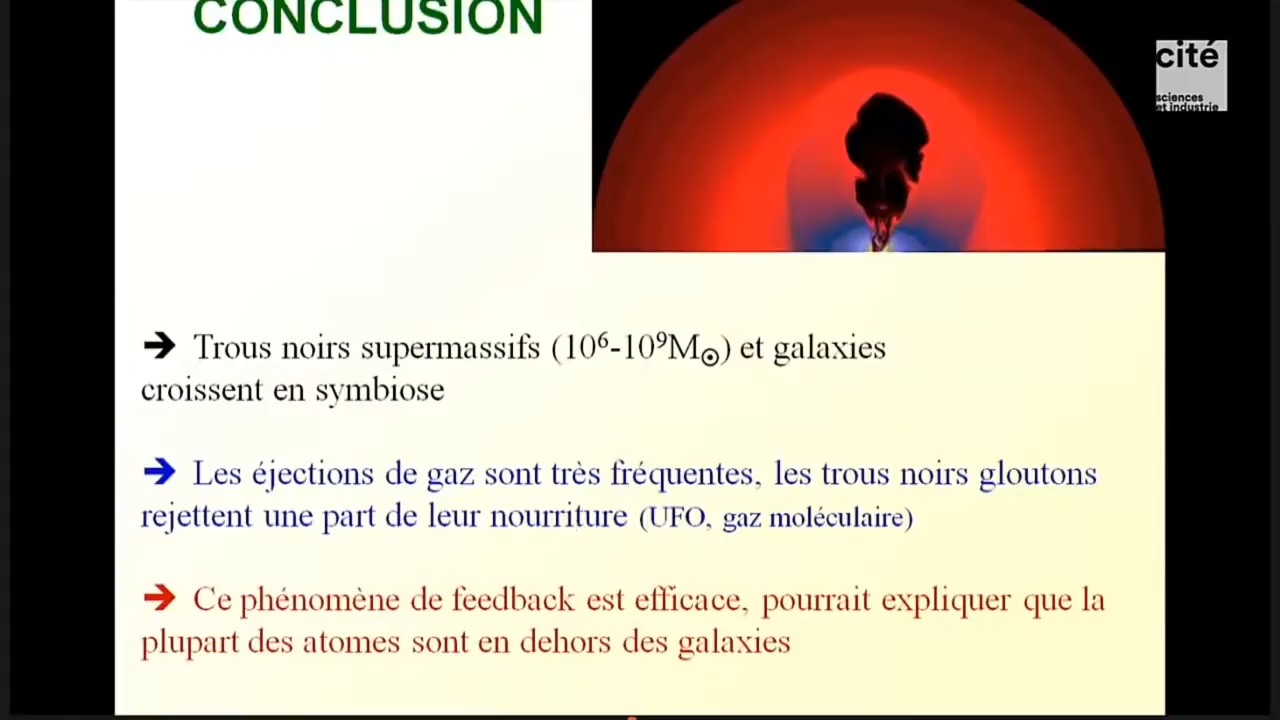 CONCLUSION
cité
sciences
et industrie
➔ Trous noirs supermassifs (10⁶-10⁹M⊙) et galaxies
croissent en symbiose
➔ Les éjections de gaz sont très fréquentes, les trous noirs gloutons
rejettent une part de leur nourriture (UFO, gaz moléculaire)
➔ Ce phénomène de feedback est efficace, pourrait expliquer que la
plupart des atomes sont en dehors des galaxies